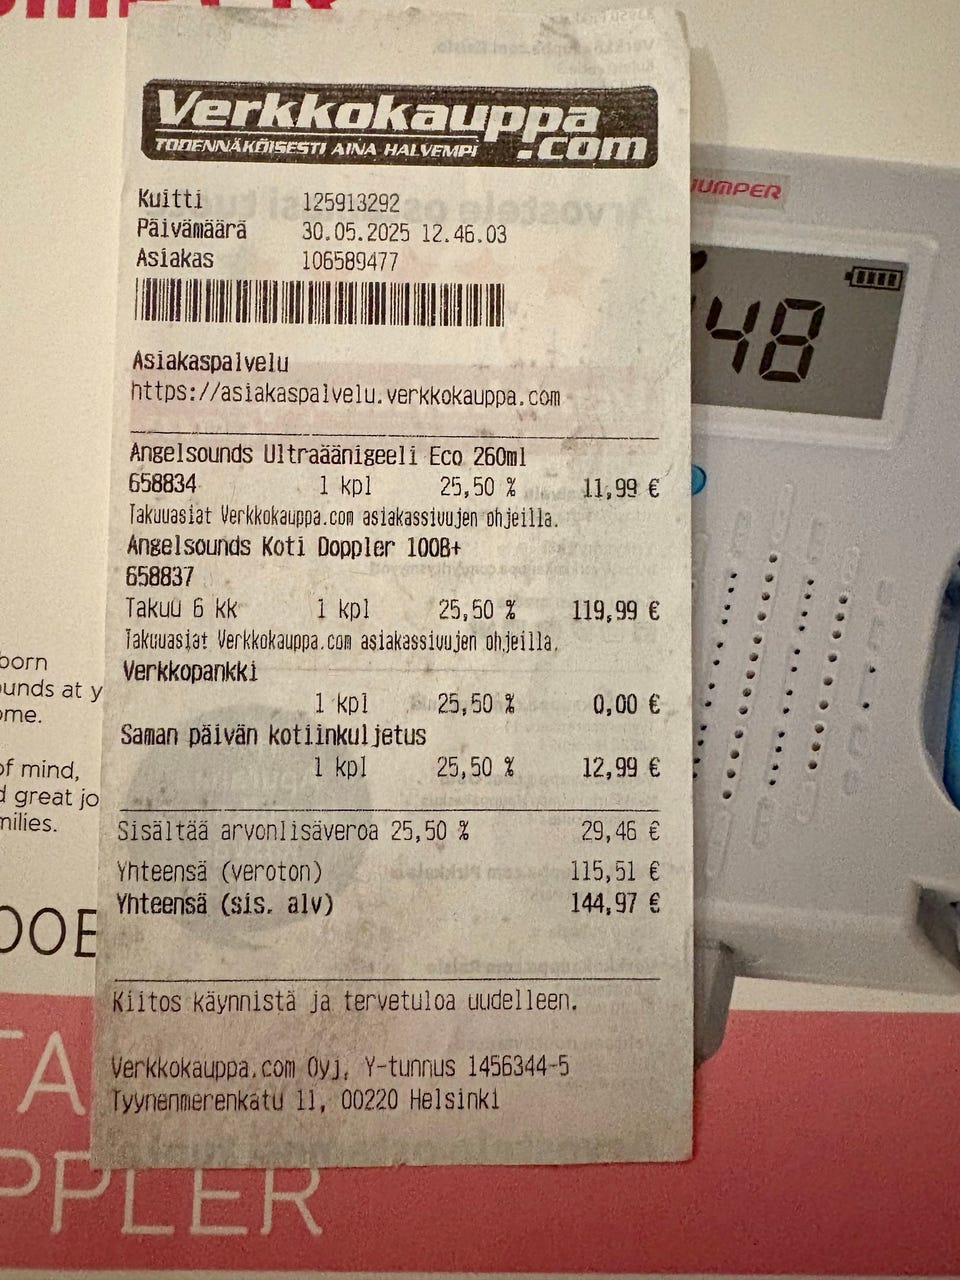 Verkkokauppa
.com
TODENNÄKÖISESTI AINA HALVEMPI
Kuitti 125913292
Päivämäärä 30.05.2025 12.46.03
Asiakas 106589477
Asiakaspalvelu
https://asiakaspalvelu.verkkokauppa.com
Angelsounds Ultraäänigeeli Eco 260ml
658834 1 kpl 25,50 % 11,99 €
Takuuasiat Verkkokauppa.com asiakassivujen ohjeilla.
Angelsounds Koti Doppler 100B+
658837
Takuu 6 kk 1 kpl 25,50 % 119,99 €
Takuuasiat Verkkokauppa.com asiakassivujen ohjeilla.
Verkkopankki
1 kpl 25,50 % 0,00 €
Saman päivän kotiinkuljetus
1 kpl 25,50 % 12,99 €
Sisältää arvonlisäveroa 25,50 % 29,46 €
Yhteensä (veroton) 115,51 €
Yhteensä (sis. alv) 144,97 €
Kiitos käynnistä ja tervetuloa uudelleen.
Verkkokauppa.com Oyj, Y-tunnus 1456344-5
Tyynenmerenkatu 11, 00220 Helsinki
JUMPER
48
born
ounds at y
ome.
of mind,
d great jo
milies.
00B
TA
PPLER